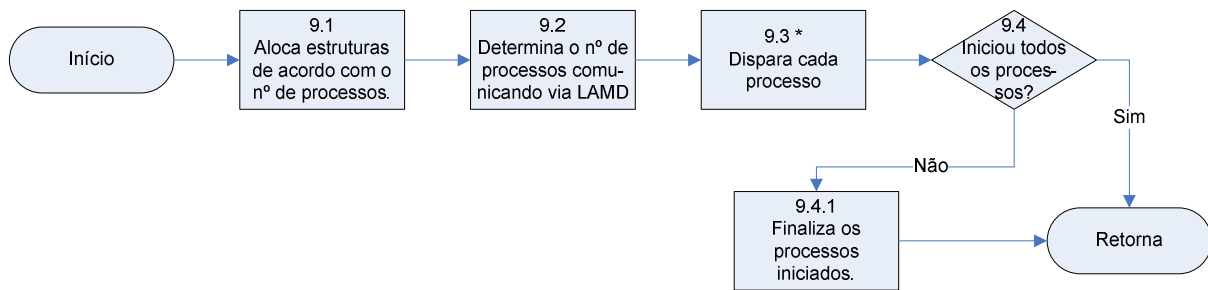 Início
9.1
Aloca estruturas
de acordo com o
nº de processos.
9.2
Determina o nº de
processos comu-
nicando via LAMD
9.3 *
Dispara cada
processo
9.4
Iniciou todos
os proces-
sos?
Sim
Não
9.4.1
Finaliza os
processos
iniciados.
Retorna